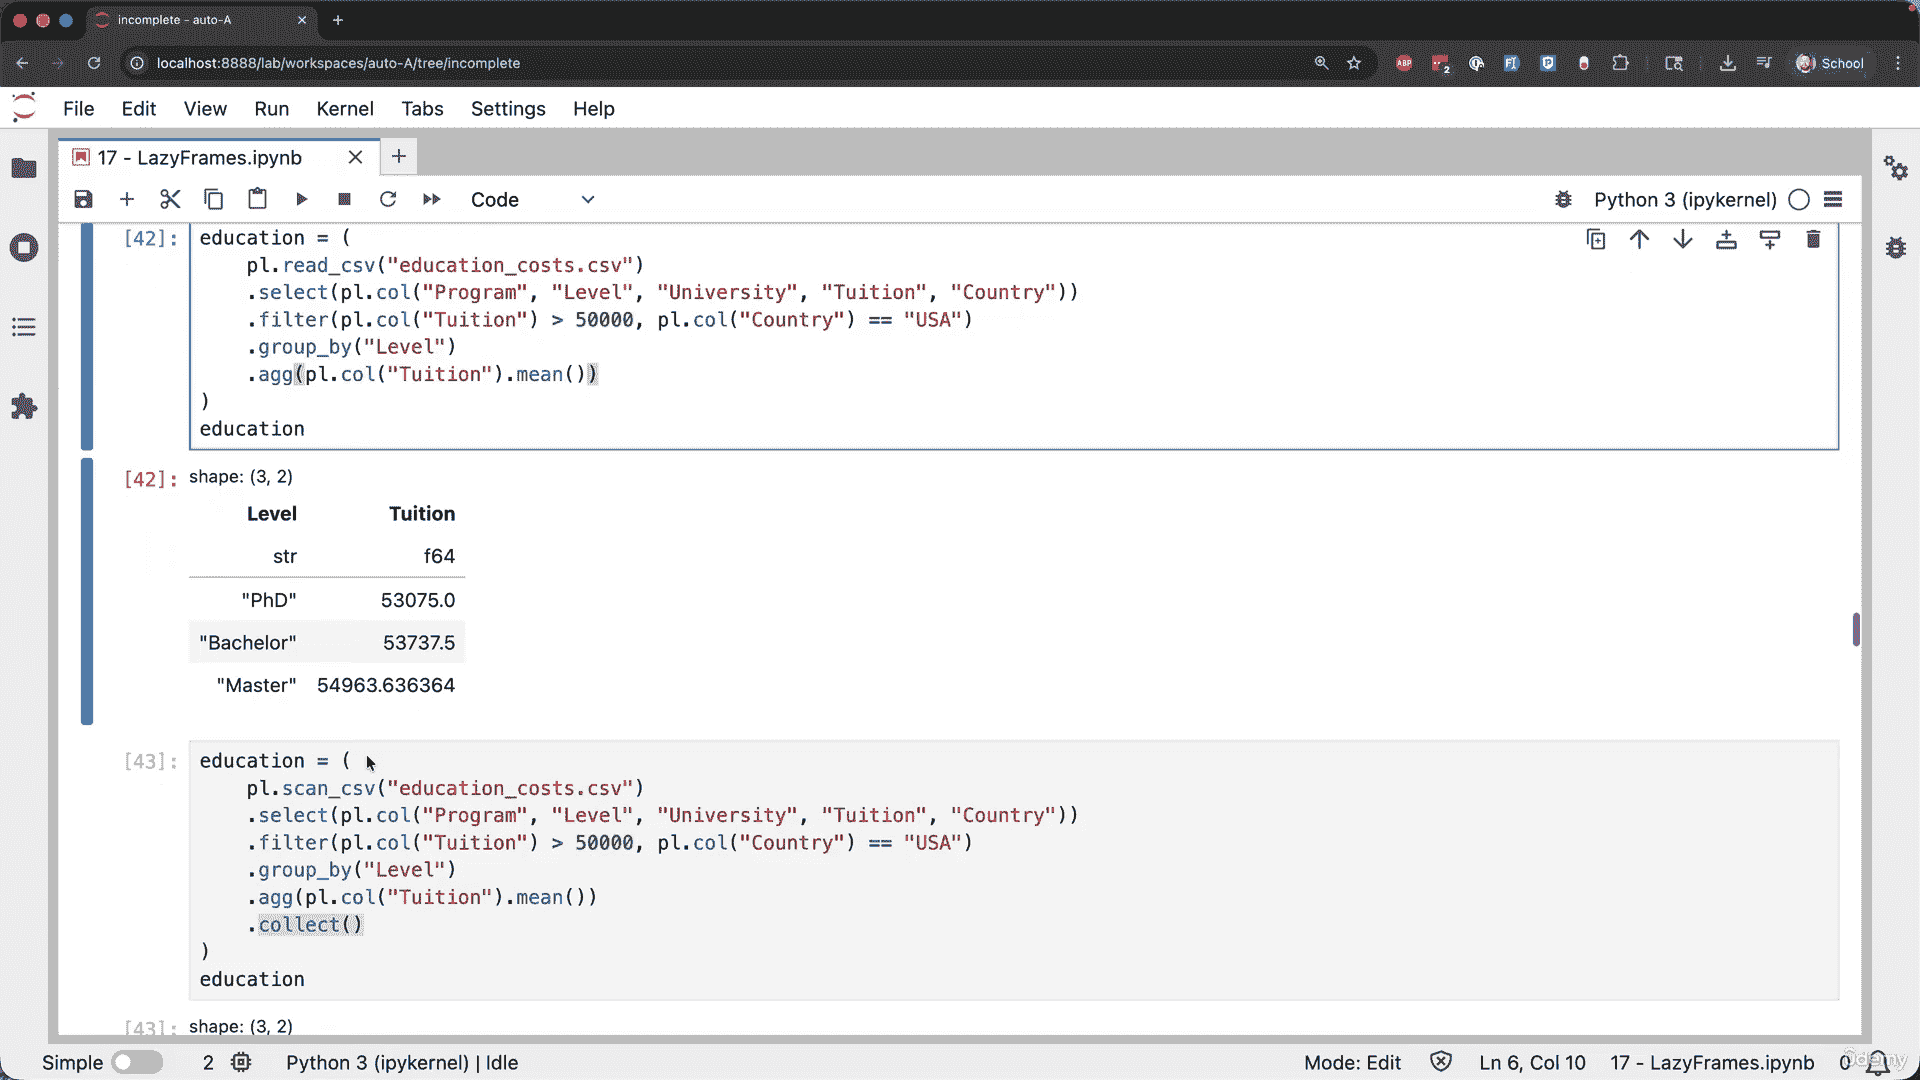 incomplete - auto-A
localhost:8888/lab/workspaces/auto-A/tree/incomplete
ABP
2
School
File Edit View Run Kernel Tabs Settings Help
17 - LazyFrames.ipynb
Code
Python 3 (ipykernel)
[42]: education = (
pl.read_csv("education_costs.csv")
.select(pl.col("Program", "Level", "University", "Tuition", "Country"))
.filter(pl.col("Tuition") > 50000, pl.col("Country") == "USA")
.group_by("Level")
.agg(pl.col("Tuition").mean())
)
education
[42]: shape: (3, 2)
Level Tuition
str f64
"PhD" 53075.0
"Bachelor" 53737.5
"Master" 54963.636364
[43]: education = (
pl.scan_csv("education_costs.csv")
.select(pl.col("Program", "Level", "University", "Tuition", "Country"))
.filter(pl.col("Tuition") > 50000, pl.col("Country") == "USA")
.group_by("Level")
.agg(pl.col("Tuition").mean())
.collect()
)
education
[43]: shape: (3, 2)
Simple 2 Python 3 (ipykernel) | Idle Mode: Edit Ln 6, Col 10 17 - LazyFrames.ipynb 0
Udemy